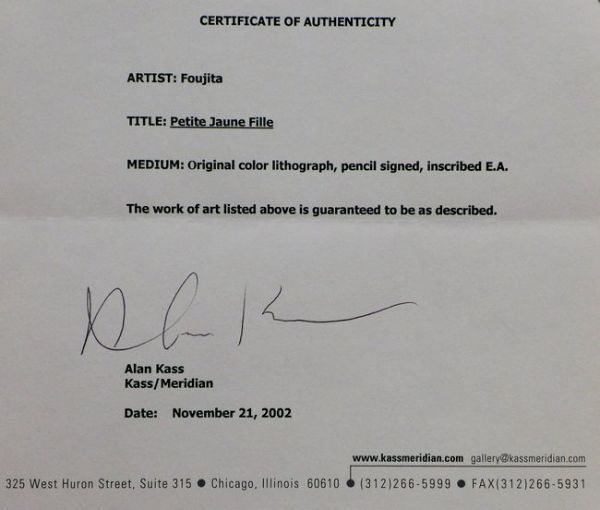 CERTIFICATE OF AUTHENTICITY
ARTIST: Foujita
TITLE: Petite Jaune Fille
MEDIUM: Original color lithograph, pencil signed, inscribed E.A.
The work of art listed above is guaranteed to be as described.
Alan Kass
Alan Kass
Kass/Meridian
Date: November 21, 2002
www.kassmeridian.com gallery@kassmeridian.com
325 West Huron Street, Suite 315 ● Chicago, Illinois 60610 ● (312)266-5999 ● FAX(312)266-5931